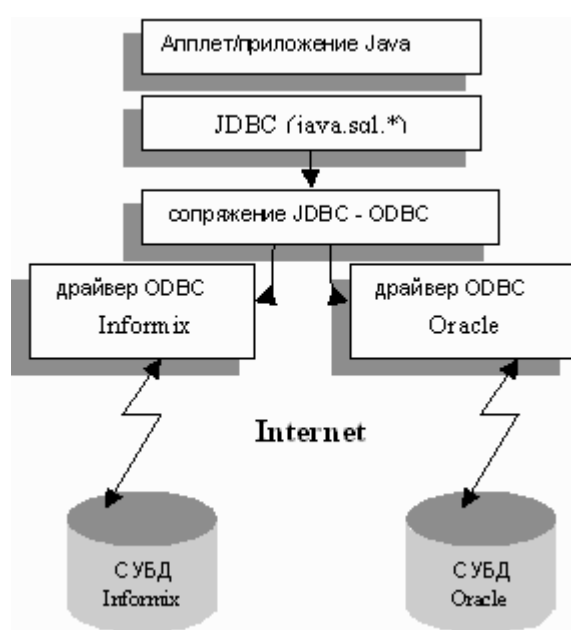 Апплет/приложение Java
JDBC (java.sql.*)
сопряжение JDBC - ODBC
драйвер ODBC
Informix
драйвер ODBC
Oracle
Internet
СУБД
Informix
СУБД
Oracle